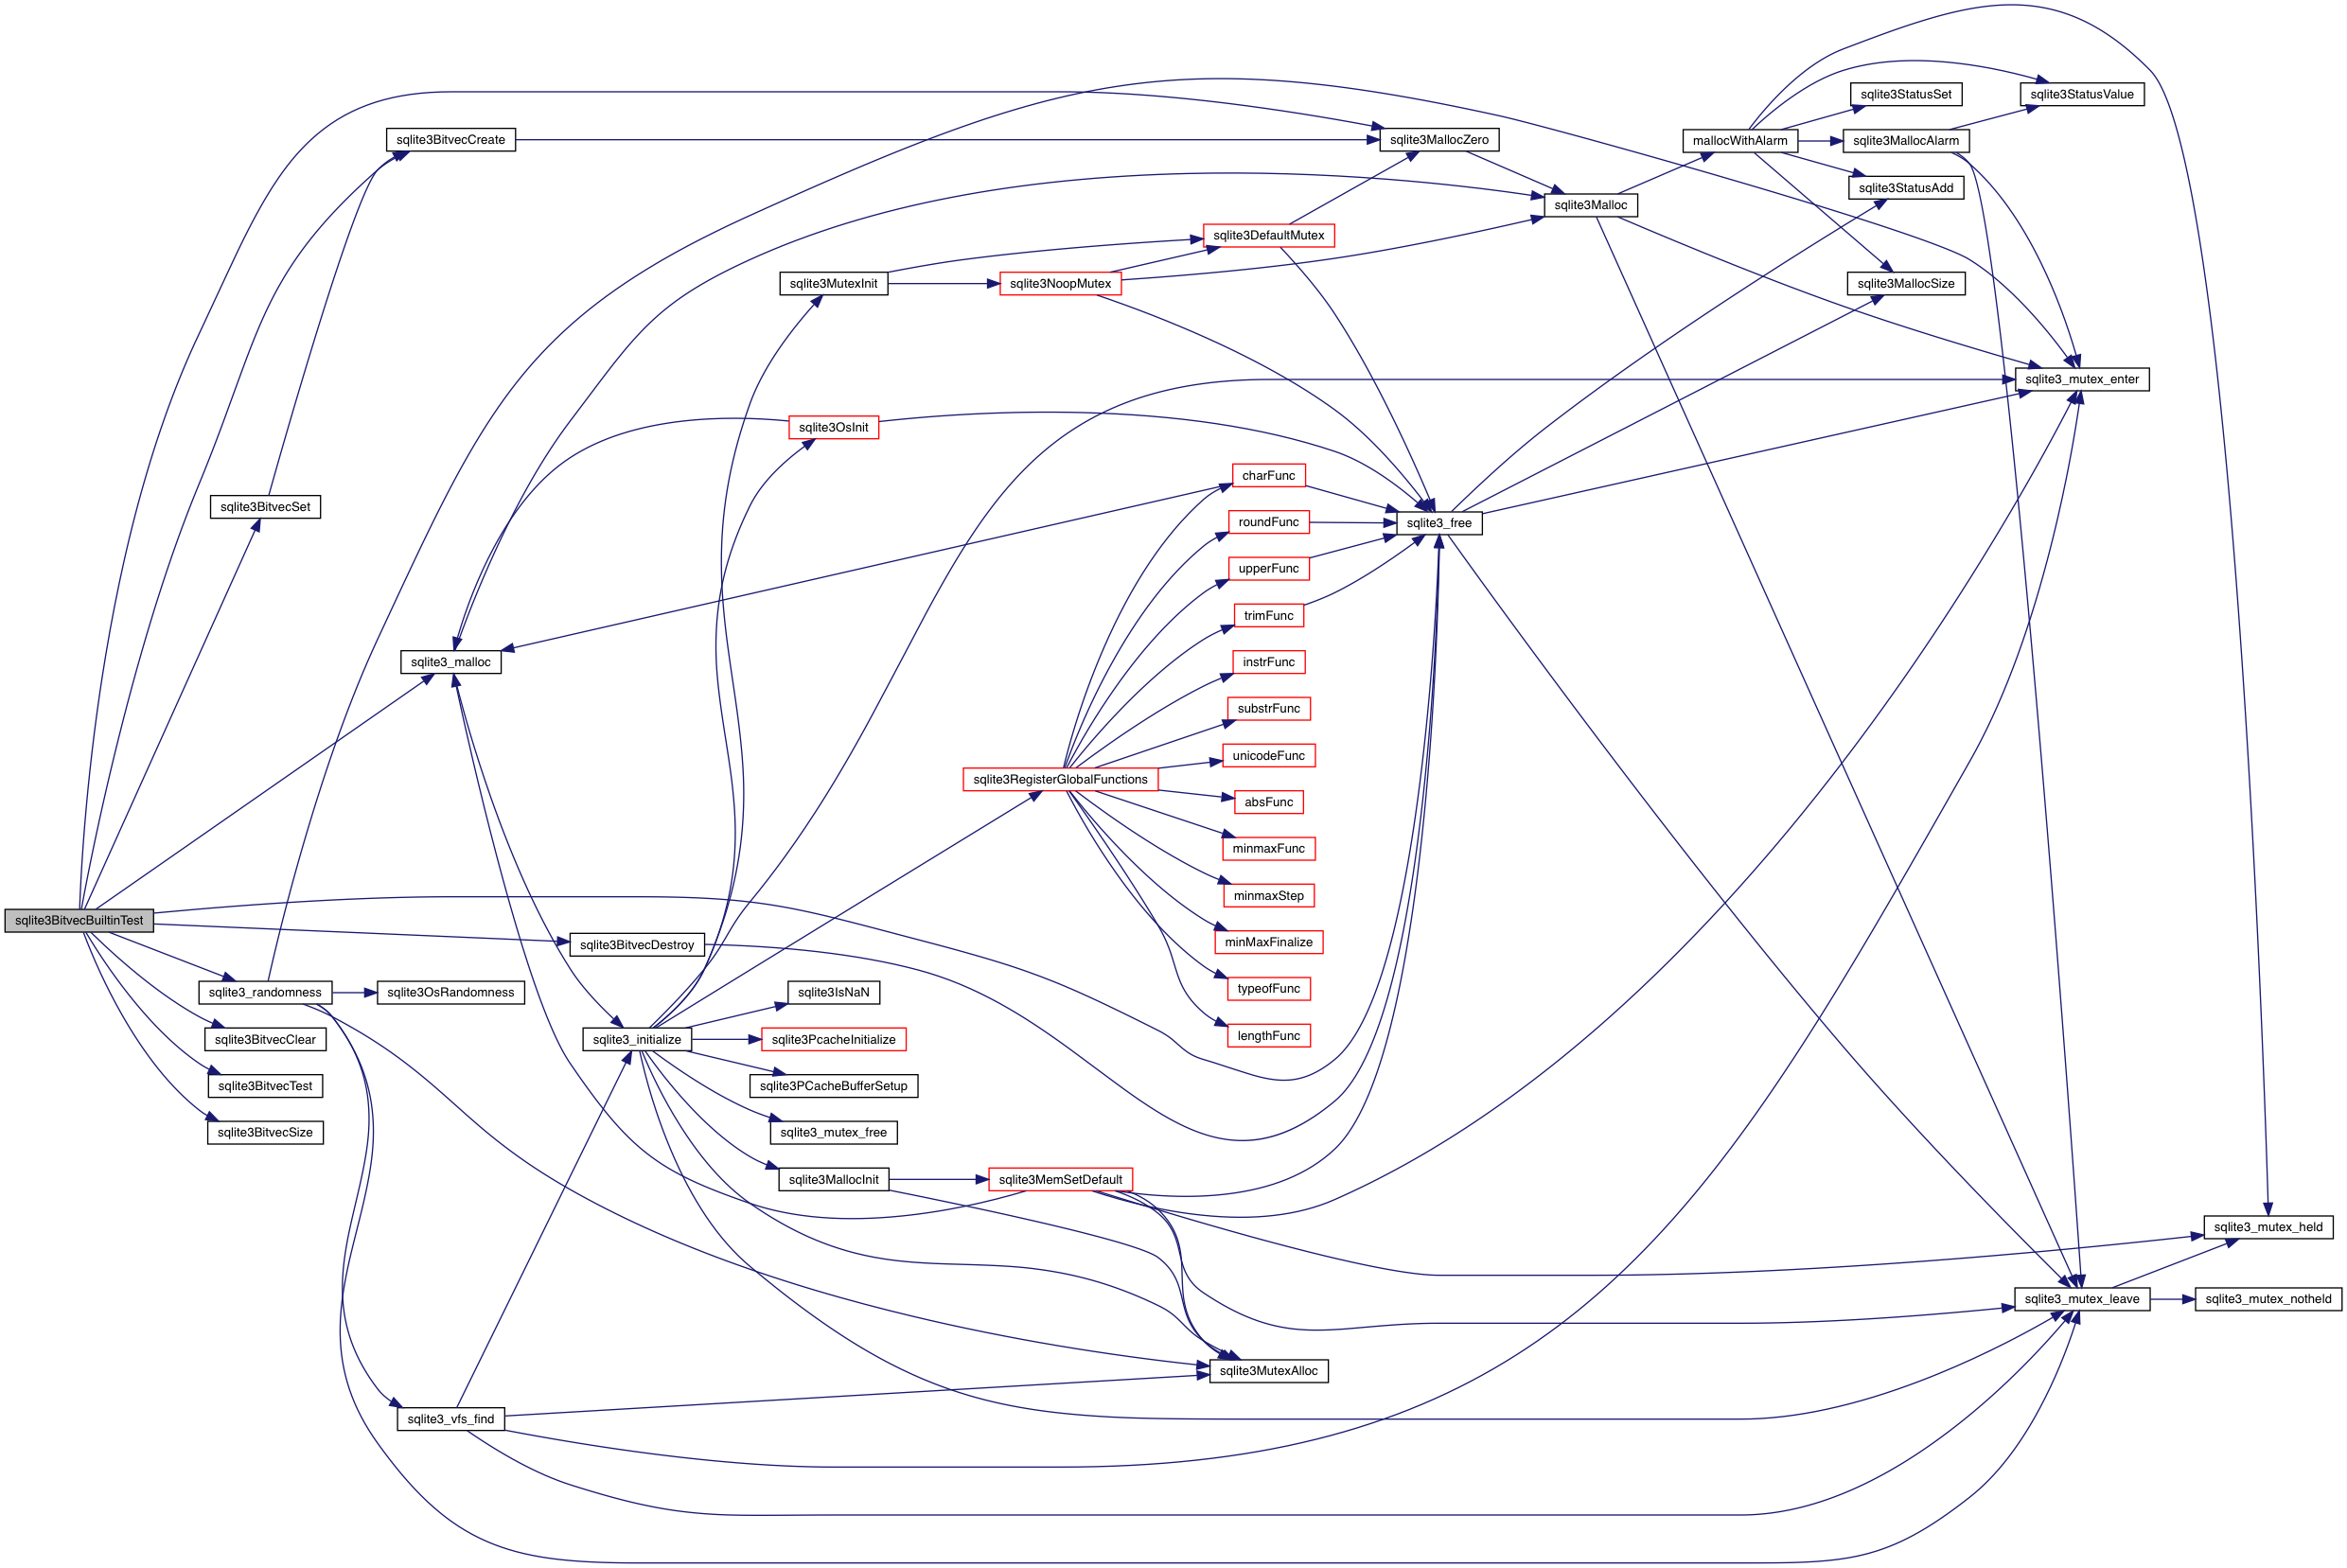 sqlite3BitvecBuiltinTest
sqlite3BitvecSet
sqlite3_randomness
sqlite3BitvecClear
sqlite3BitvecTest
sqlite3BitvecSize
sqlite3BitvecCreate
sqlite3_malloc
sqlite3OsRandomness
sqlite3_vfs_find
sqlite3BitvecDestroy
sqlite3_initialize
sqlite3MutexInit
sqlite3OsInit
sqlite3IsNaN
sqlite3PcacheInitialize
sqlite3PCacheBufferSetup
sqlite3_mutex_free
sqlite3MallocInit
sqlite3NoopMutex
sqlite3RegisterGlobalFunctions
sqlite3MemSetDefault
sqlite3DefaultMutex
charFunc
roundFunc
upperFunc
trimFunc
instrFunc
substrFunc
unicodeFunc
absFunc
minmaxFunc
minmaxStep
minMaxFinalize
typeofFunc
lengthFunc
sqlite3MutexAlloc
sqlite3MallocZero
sqlite3_free
sqlite3Malloc
mallocWithAlarm
sqlite3StatusSet
sqlite3MallocAlarm
sqlite3StatusAdd
sqlite3MallocSize
sqlite3StatusValue
sqlite3_mutex_enter
sqlite3_mutex_leave
sqlite3_mutex_held
sqlite3_mutex_notheld